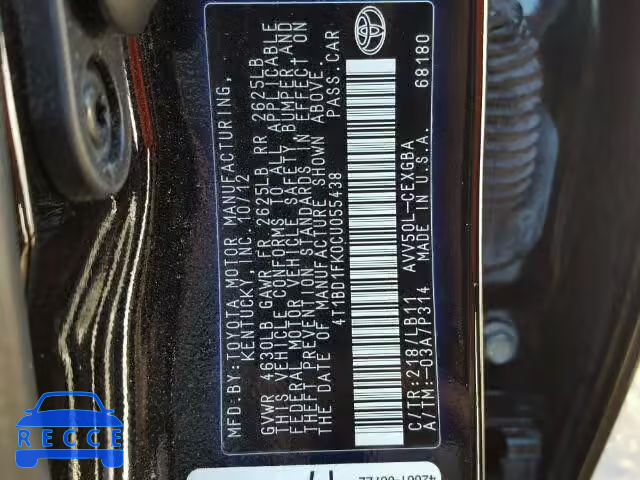 MFD. BY: TOYOTA MOTOR MANUFACTURING,
KENTUCKY, INC. 10/12
GVWR 4630LB GAWR FR 2625LB RR 2625LB
THIS VEHICLE CONFORMS TO ALL APPLICABLE
FEDERAL MOTOR VEHICLE SAFETY, BUMPER, AND
THEFT PREVENTION STANDARDS IN EFFECT ON
THE DATE OF MANUFACTURE SHOWN ABOVE.
4T1BD1FK0CU055438 PASS. CAR
C/TR: 218/LB11 AVV50L-CEXGBA
A/TM: -03A/P314 MADE IN U.S.A. 68180
RECCE